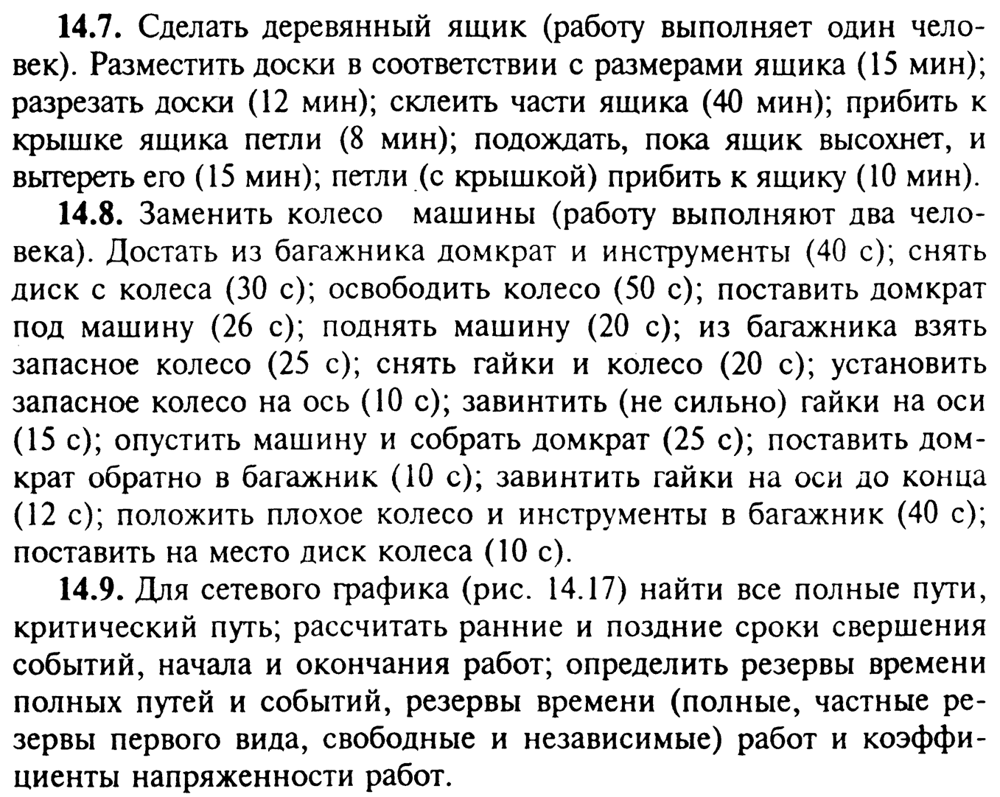 14.7. Сделать деревянный ящик (работу выполняет один чело-
век). Разместить доски в соответствии с размерами ящика (15 мин);
разрезать доски (12 мин); склеить части ящика (40 мин); прибить к
крышке ящика петли (8 мин); подождать, пока ящик высохнет, и
вытереть его (15 мин); петли (с крышкой) прибить к ящику (10 мин).
14.8. Заменить колесо машины (работу выполняют два чело-
века). Достать из багажника домкрат и инструменты (40 с); снять
диск с колеса (30 с); освободить колесо (50 с); поставить домкрат
под машину (26 с); поднять машину (20 с); из багажника взять
запасное колесо (25 с); снять гайки и колесо (20 с); установить
запасное колесо на ось (10 с); завинтить (не сильно) гайки на оси
(15 с); опустить машину и собрать домкрат (25 с); поставить дом-
крат обратно в багажник (10 с); завинтить гайки на оси до конца
(12 с); положить плохое колесо и инструменты в багажник (40 с);
поставить на место диск колеса (10 с).
14.9. Для сетевого графика (рис. 14.17) найти все полные пути,
критический путь; рассчитать ранние и поздние сроки свершения
событий, начала и окончания работ; определить резервы времени
полных путей и событий, резервы времени (полные, частные ре-
зервы первого вида, свободные и независимые) работ и коэффи-
циенты напряженности работ.